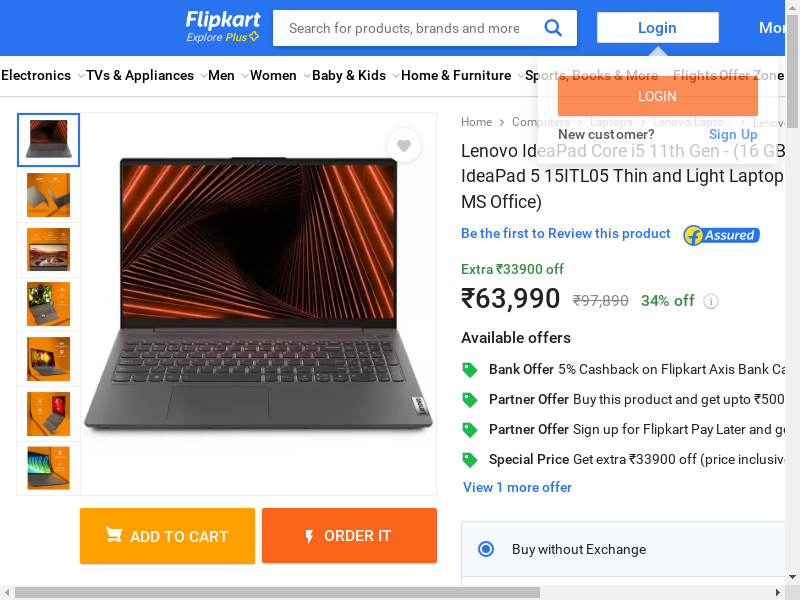 Flipkart
Explore Plus
Search for products, brands and more
Login
Electronics TVs & Appliances Men Women Baby & Kids Home & Furniture Sports, Books & More Flights Offer Zone
LOGIN
New customer? Sign Up
Home Computers Laptops Lenovo Lapto...
Lenovo IdeaPad Core i5 11th Gen - (16 GB
IdeaPad 5 15ITL05 Thin and Light Laptop
MS Office)
Be the first to Review this product
Assured
Extra ₹33900 off
₹63,990 ₹97,890 34% off
Available offers
Bank Offer 5% Cashback on Flipkart Axis Bank
Partner Offer Buy this product and get upto ₹500
Partner Offer Sign up for Flipkart Pay Later and
Special Price Get extra ₹33900 off (price
View 1 more offer
ADD TO CART
ORDER IT
Buy without Exchange